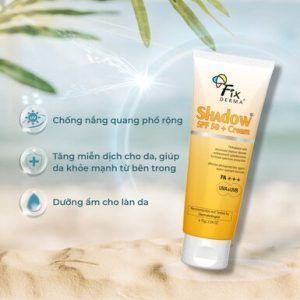 Fix
DERMA
Shadow
SPF 50 + Cream
PA +++
UVA+UVB
Chống nắng quang phổ rộng
Tăng miễn dịch cho da, giúp
da khỏe mạnh từ bên trong
Dưỡng ẩm cho làn da